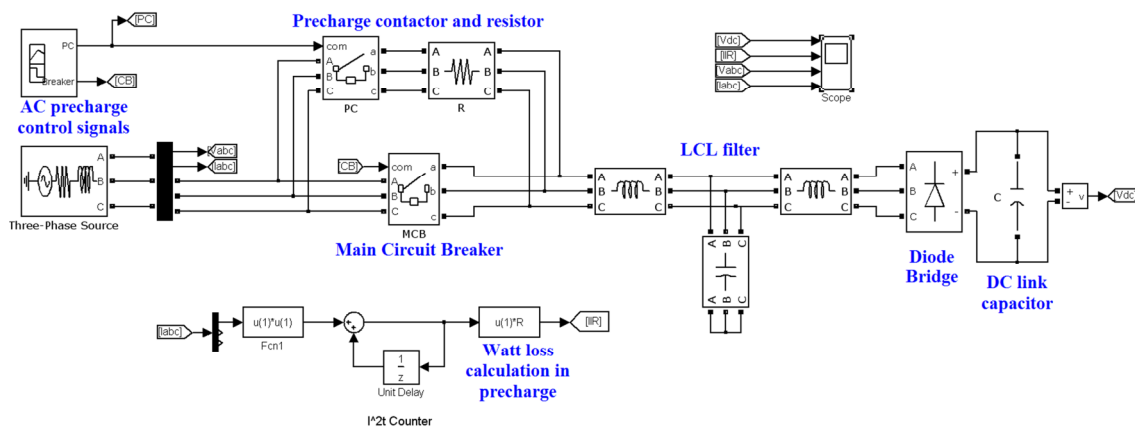 [PC]
Precharge contactor and resistor
PC
Breaker
[CB]
AC precharge
control signals
com
A
B
C
a
b
c
PC
A
B
C
A
B
C
R
[Vdc]
[IIR]
[Vabc]
[Iabc]
Scope
A
B
C
Three-Phase Source
[Vabc]
[Iabc]
[CB]
com
A
B
C
a
b
c
MCB
Main Circuit Breaker
A
B
C
A
B
C
LCL filter
A
B
C
A
B
C
A B C
A B C
A
B
C
+
-
Diode
Bridge
C
DC link
capacitor
+
-
v
[Vdc]
[Iabc]
u(1)*u(1)
Fcn1
+
+
1
z
Unit Delay
u(1)*R
[IIR]
Watt loss
calculation in
precharge
I^2t Counter